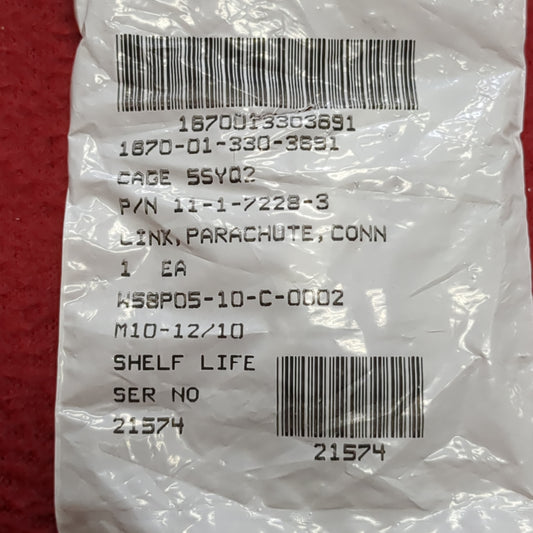 1670013303691
1670-01-330-3691
CAGE 5SYQ2
P/N 11-1-7228-3
LINK,PARACHUTE,CONN
1 EA
W58P05-10-C-0002
M10-12/10
SHELF LIFE
SER NO
21574
21574